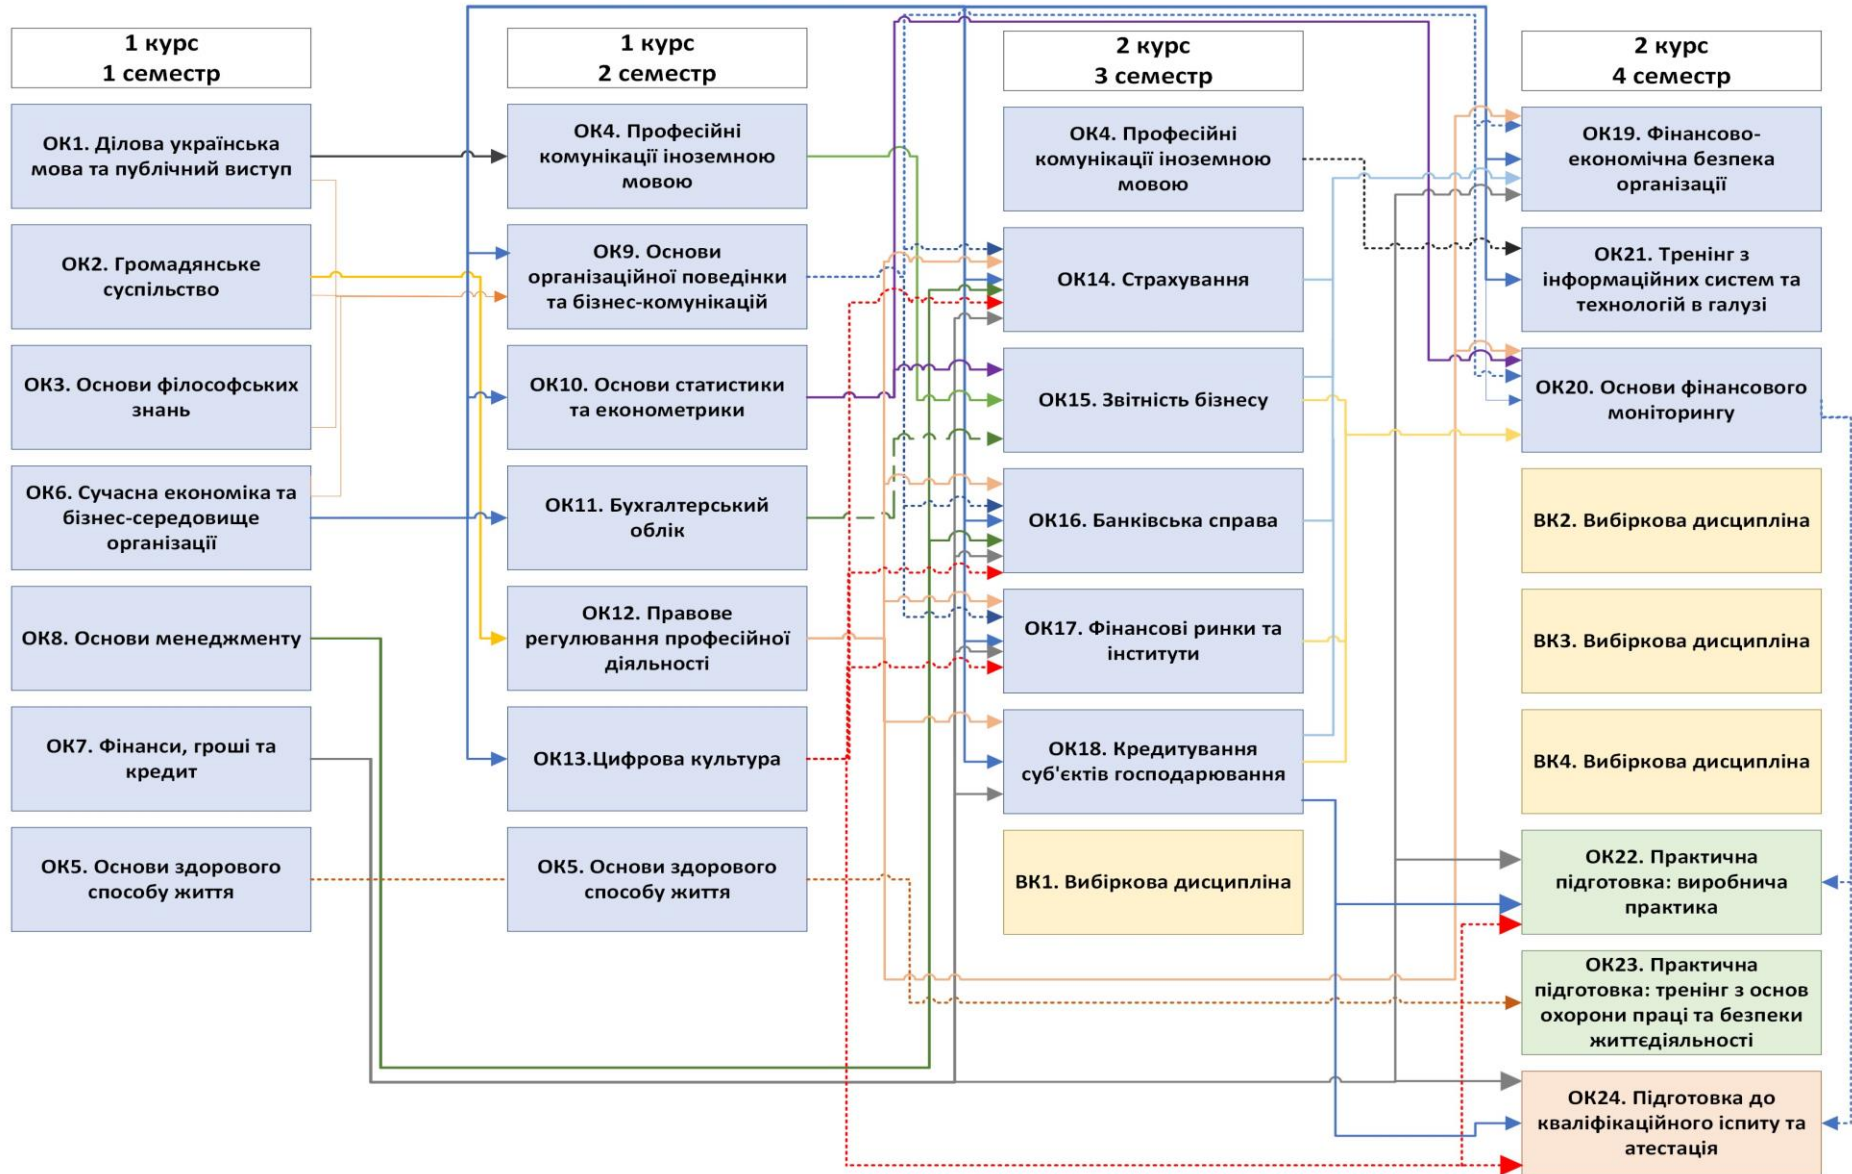 1 курс
1 семестр
ОК1. Ділова українська
мова та публічний виступ
ОК2. Громадянське
суспільство
ОК3. Основи філософських
знань
ОК6. Сучасна економіка та
бізнес-середовище
організації
ОК8. Основи менеджменту
ОК7. Фінанси, гроші та
кредит
ОК5. Основи здорового
способу життя
1 курс
2 семестр
ОК4. Професійні
комунікації іноземною
мовою
ОК9. Основи
організаційної поведінки
та бізнес-комунікацій
ОК10. Основи статистики
та економетрики
ОК11. Бухгалтерський
облік
ОК12. Правове
регулювання професійної
діяльності
ОК13.Цифрова культура
ОК5. Основи здорового
способу життя
2 курс
3 семестр
ОК4. Професійні
комунікації іноземною
мовою
ОК14. Страхування
ОК15. Звітність бізнесу
ОК16. Банківська справа
ОК17. Фінансові ринки та
інститути
ОК18. Кредитування
суб'єктів господарювання
ВК1. Вибіркова дисципліна
2 курс
4 семестр
ОК19. Фінансово-
економічна безпека
організації
ОК21. Тренінг з
інформаційних систем та
технологій в галузі
ОК20. Основи фінансового
моніторингу
ВК2. Вибіркова дисципліна
ВК3. Вибіркова дисципліна
ВК4. Вибіркова дисципліна
ОК22. Практична
підготовка: виробнича
практика
ОК23. Практична
підготовка: тренінг з основ
охорони праці та безпеки
життєдіяльності
ОК24. Підготовка до
кваліфікаційного іспиту та
атестація